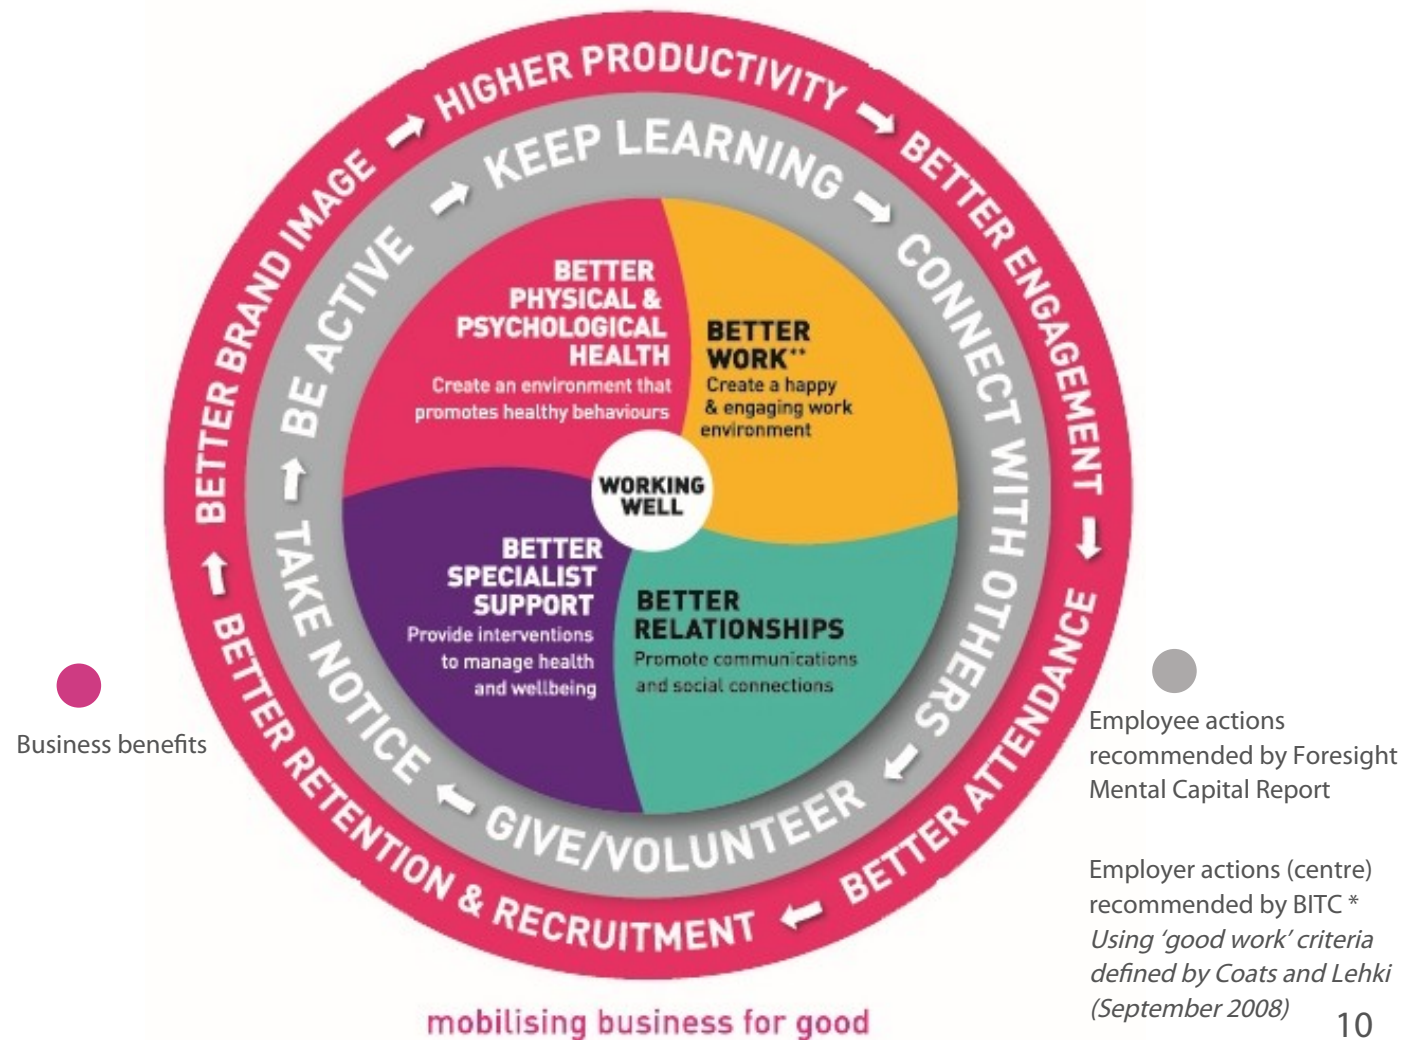 HIGHER PRODUCTIVITY
BETTER ENGAGEMENT
BETTER ATTENDANCE
BETTER RETENTION & RECRUITMENT
BETTER BRAND IMAGE
KEEP LEARNING
CONNECT WITH OTHERS
GIVE/VOLUNTEER
TAKE NOTICE
BE ACTIVE
BETTER
PHYSICAL &
PSYCHOLOGICAL
HEALTH
Create an environment that
promotes healthy behaviours
BETTER
WORK**
Create a happy
& engaging work
environment
WORKING
WELL
BETTER
SPECIALIST
SUPPORT
Provide interventions
to manage health
and wellbeing
BETTER
RELATIONSHIPS
Promote communications
and social connections
Business benefits
Employee actions
recommended by Foresight
Mental Capital Report
Employer actions (centre)
recommended by BITC *
Using ‘good work’ criteria
defined by Coats and Lehki
(September 2008)
mobilising business for good
10